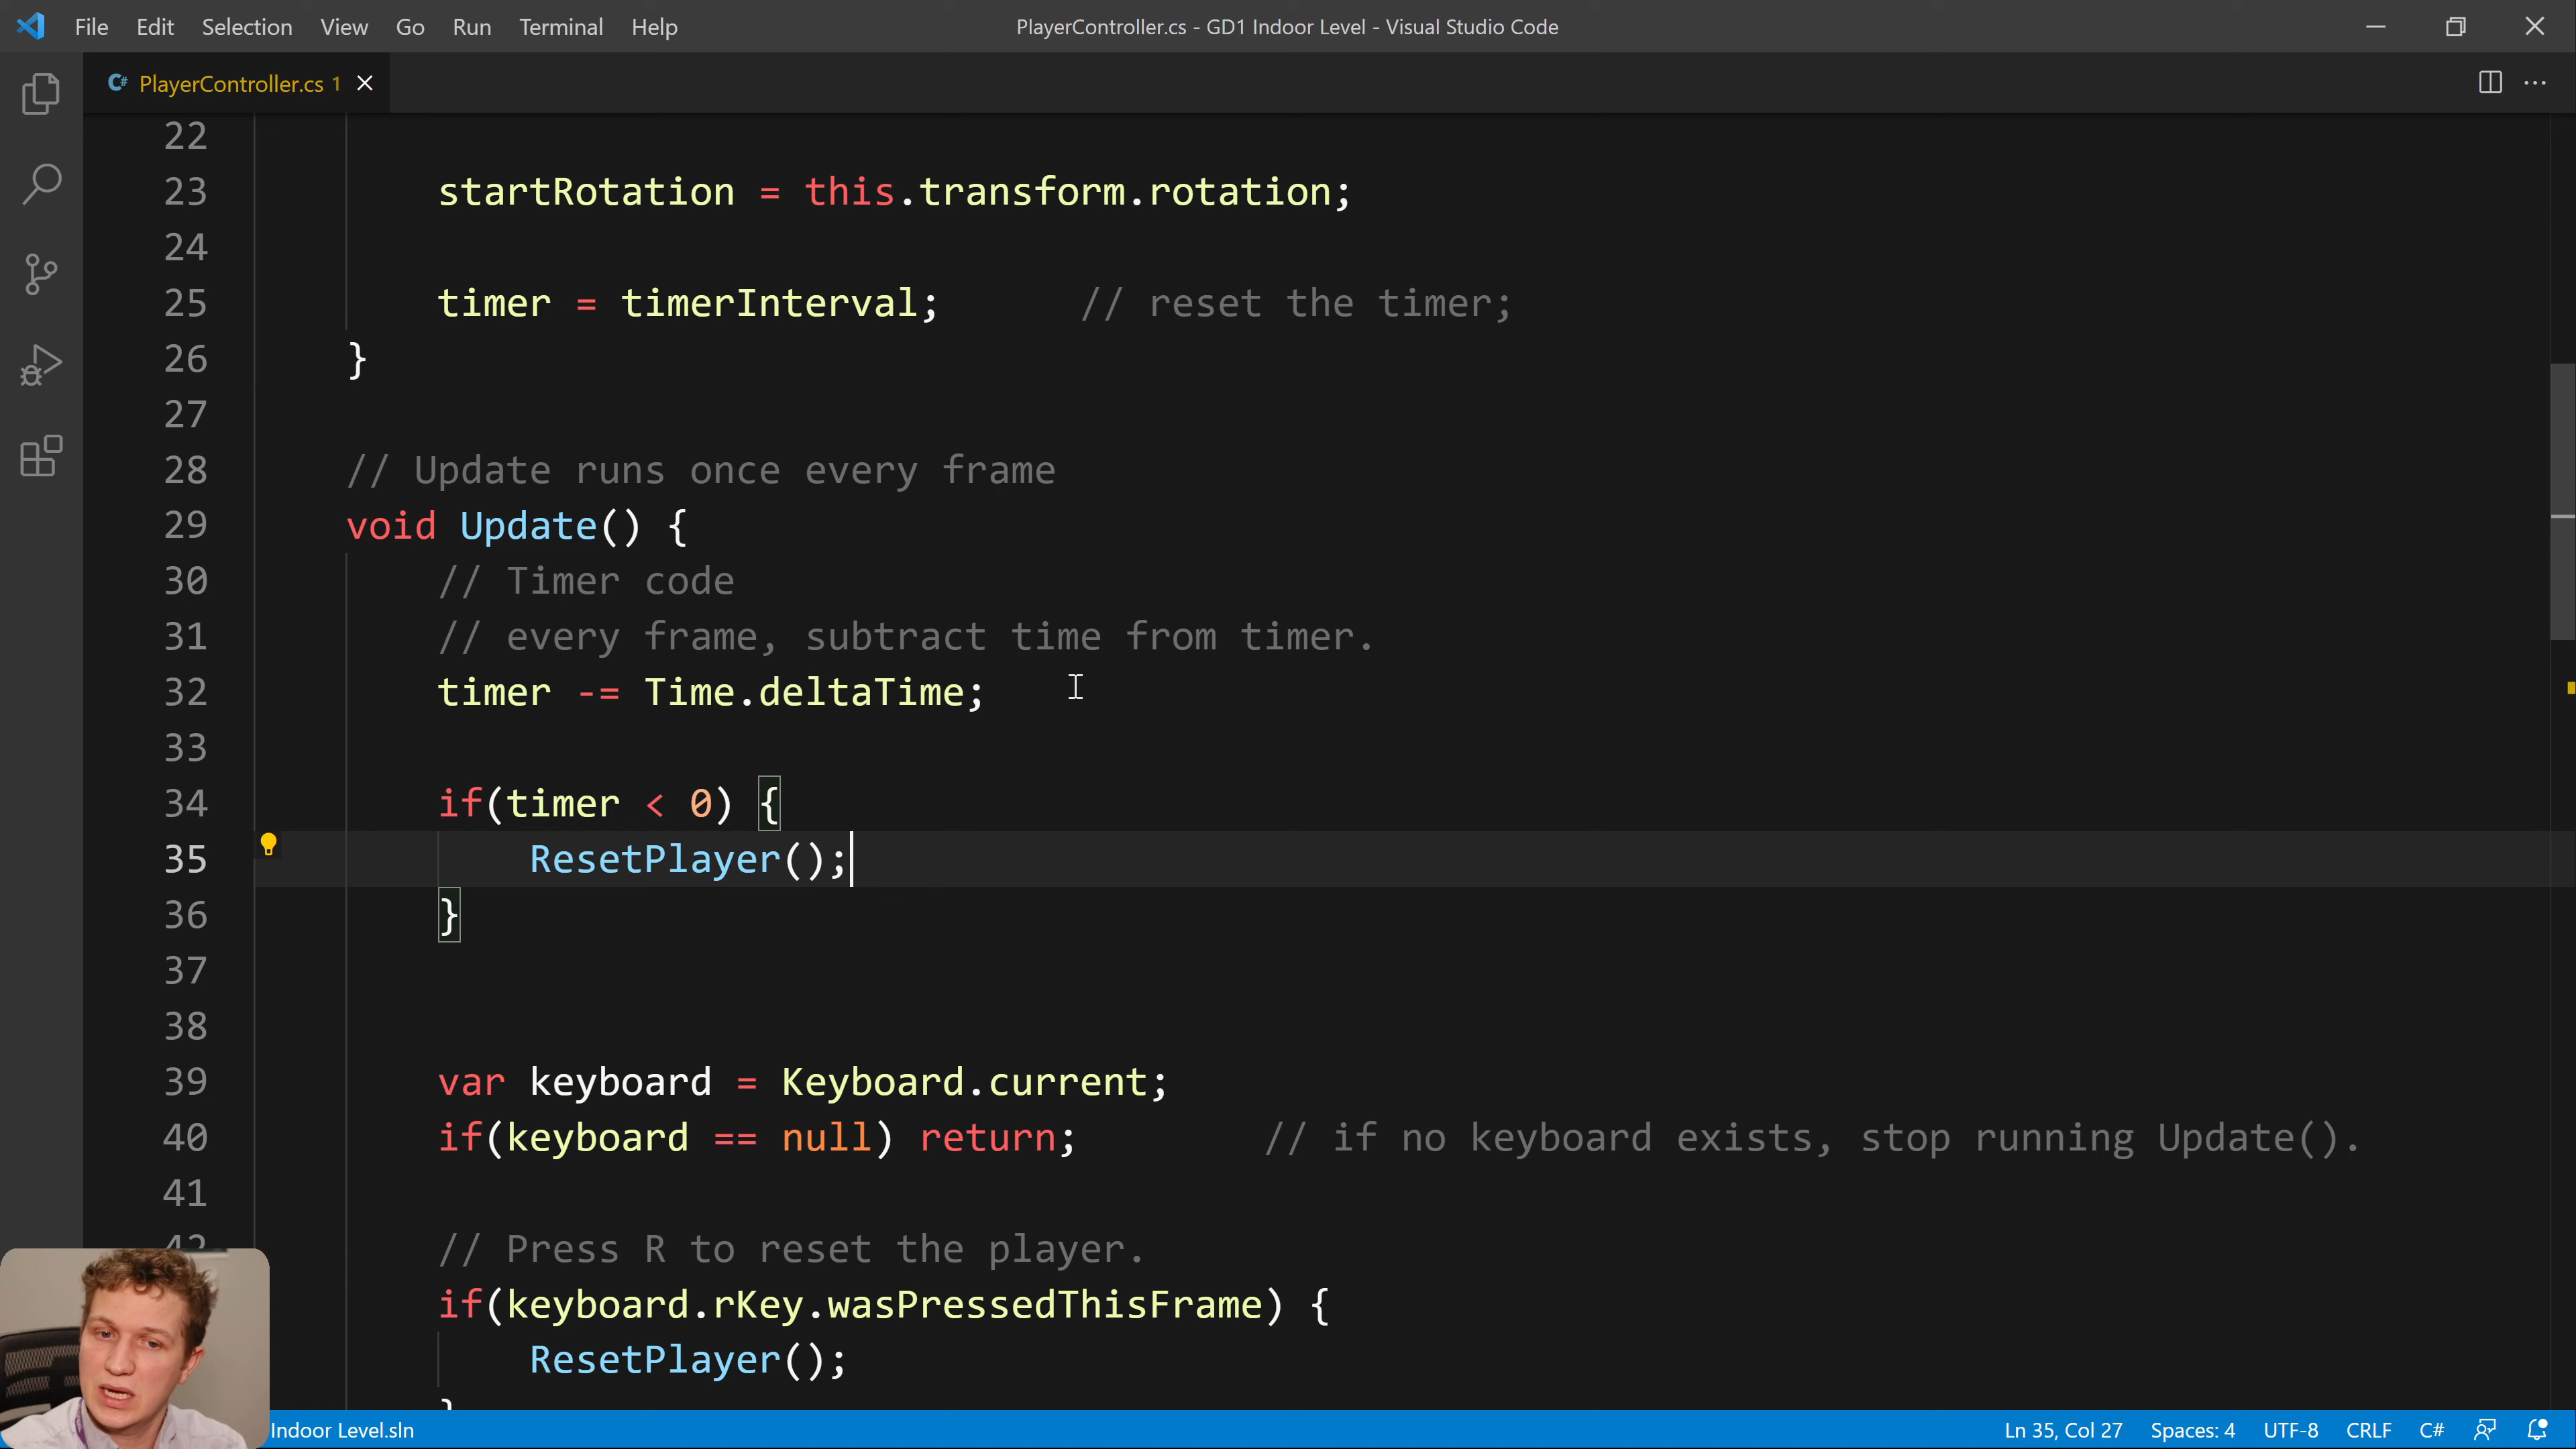 File Edit Selection View Go Run Terminal Help
PlayerController.cs - GD1 Indoor Level - Visual Studio Code
C# PlayerController.cs 1
22
23 startRotation = this.transform.rotation;
24
25 timer = timerInterval; // reset the timer;
26 }
27
28 // Update runs once every frame
29 void Update() {
30 // Timer code
31 // every frame, subtract time from timer.
32 timer -= Time.deltaTime;
33
34 if(timer < 0) {
35 ResetPlayer();
36 }
37
38
39 var keyboard = Keyboard.current;
40 if(keyboard == null) return; // if no keyboard exists, stop running Update().
41
42 // Press R to reset the player.
if(keyboard.rKey.wasPressedThisFrame) {
ResetPlayer();
}
Indoor Level.sln
Ln 35, Col 27 Spaces: 4 UTF-8 CRLF C#